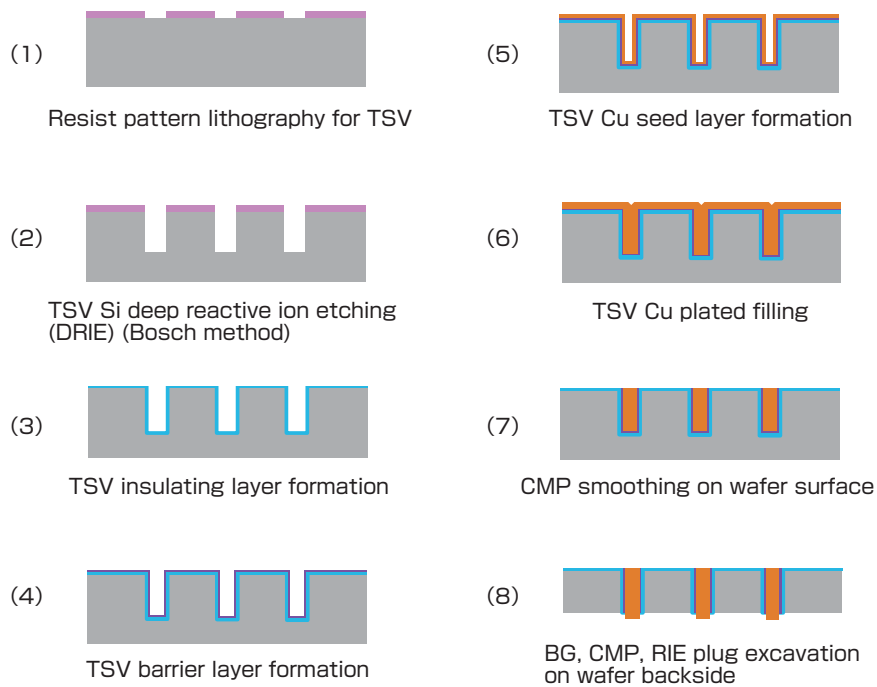 (1)
Resist pattern lithography for TSV
(2)
TSV Si deep reactive ion etching
(DRIE) (Bosch method)
(3)
TSV insulating layer formation
(4)
TSV barrier layer formation
(5)
TSV Cu seed layer formation
(6)
TSV Cu plated filling
(7)
CMP smoothing on wafer surface
(8)
BG, CMP, RIE plug excavation
on wafer backside